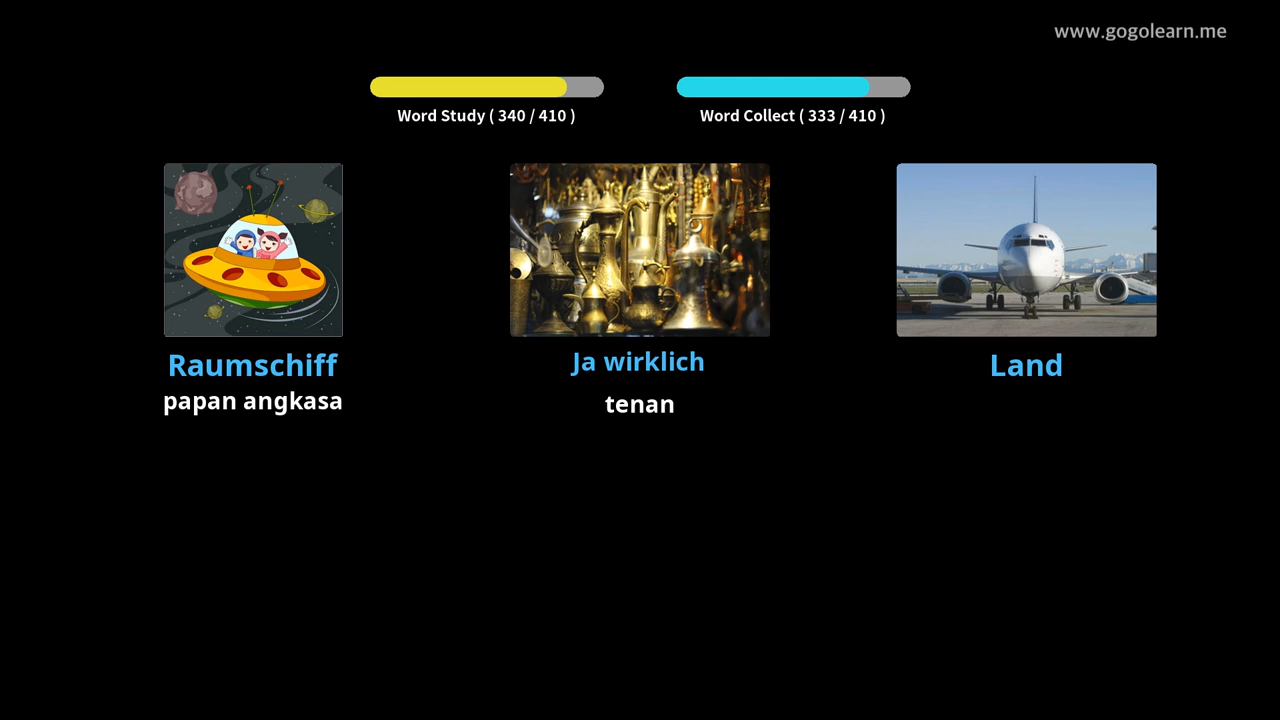 www.gogolearn.me
Word Study ( 340 / 410 )
Word Collect ( 333 / 410 )
Raumschiff
papan angkasa
Ja wirklich
tenan
Land